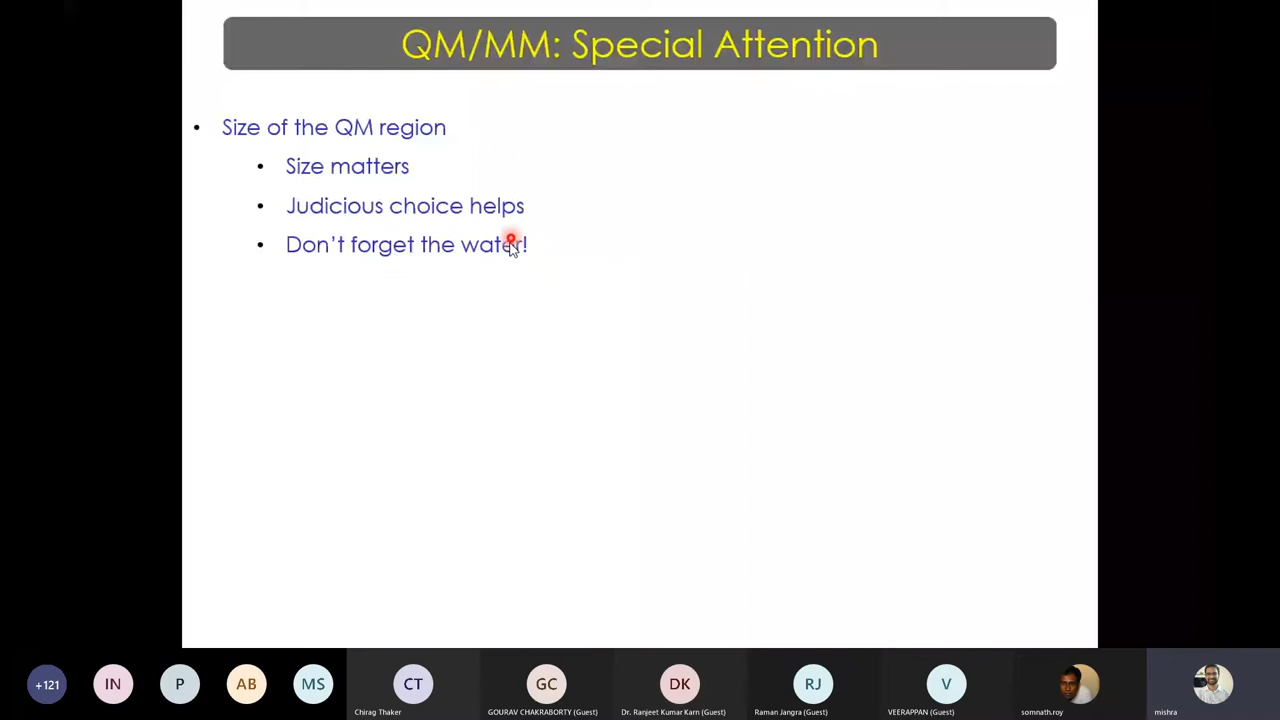 QM/MM: Special Attention
• Size of the QM region
• Size matters
• Judicious choice helps
• Don't forget the water!
+121
IN
P
AB
MS
CT
GC
DK
RJ
V
Chirag Thaker
GOURAV CHAKRABORTY (Guest)
Dr. Ranjeet Kumar Karn (Guest)
Raman Jangra (Guest)
VEERAPPAN (Guest)
somnath.roy
mishra